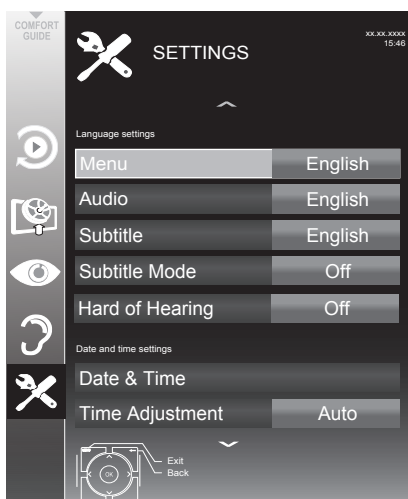 COMFORT
GUIDE
SETTINGS
xx.xx.xxxx
15:46
Language settings
Menu English
Audio English
Subtitle English
Subtitle Mode Off
Hard of Hearing Off
Date and time settings
Date & Time
Time Adjustment Auto
Exit
OK Back